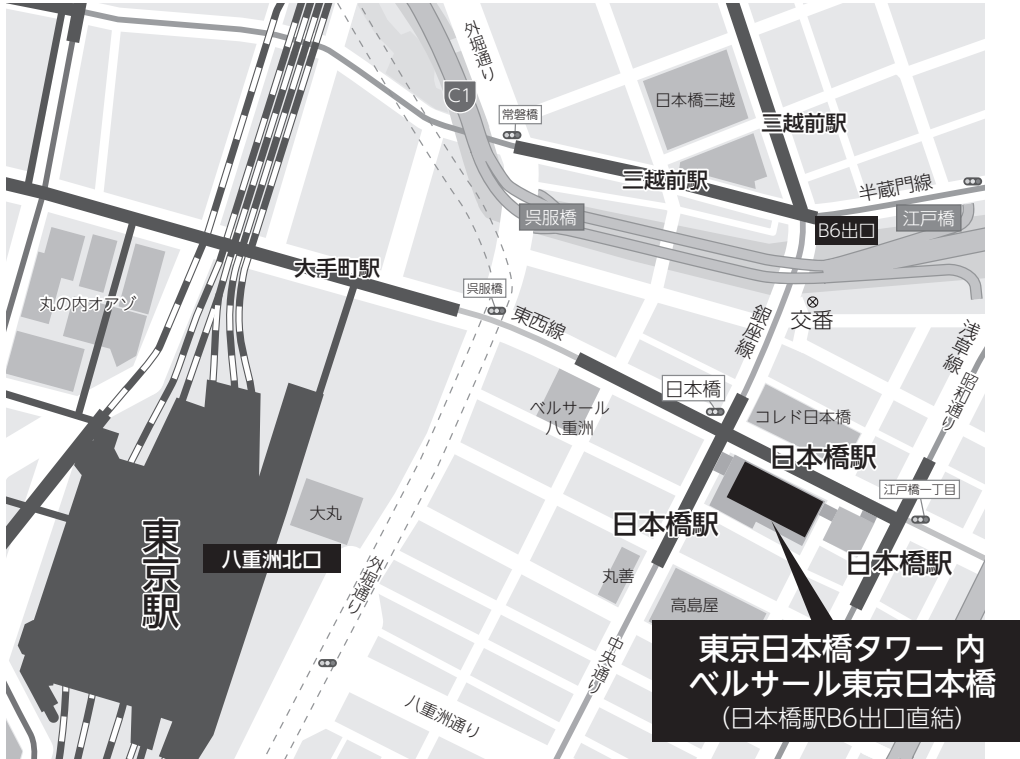 外堀通り
C1
常磐橋
日本橋三越
三越前駅
三越前駅
半蔵門線
呉服橋
B6出口
江戸橋
大手町駅
丸の内オアゾ
呉服橋
東西線
銀座線
交番
浅草線
昭和通り
日本橋
ベルサール
八重洲
コレド日本橋
日本橋駅
江戸橋一丁目
大丸
日本橋駅
東京駅
八重洲北口
日本橋駅
外堀通り
丸善
高島屋
中央通り
八重洲通り
東京日本橋タワー 内
ベルサール東京日本橋
(日本橋駅B6出口直結)